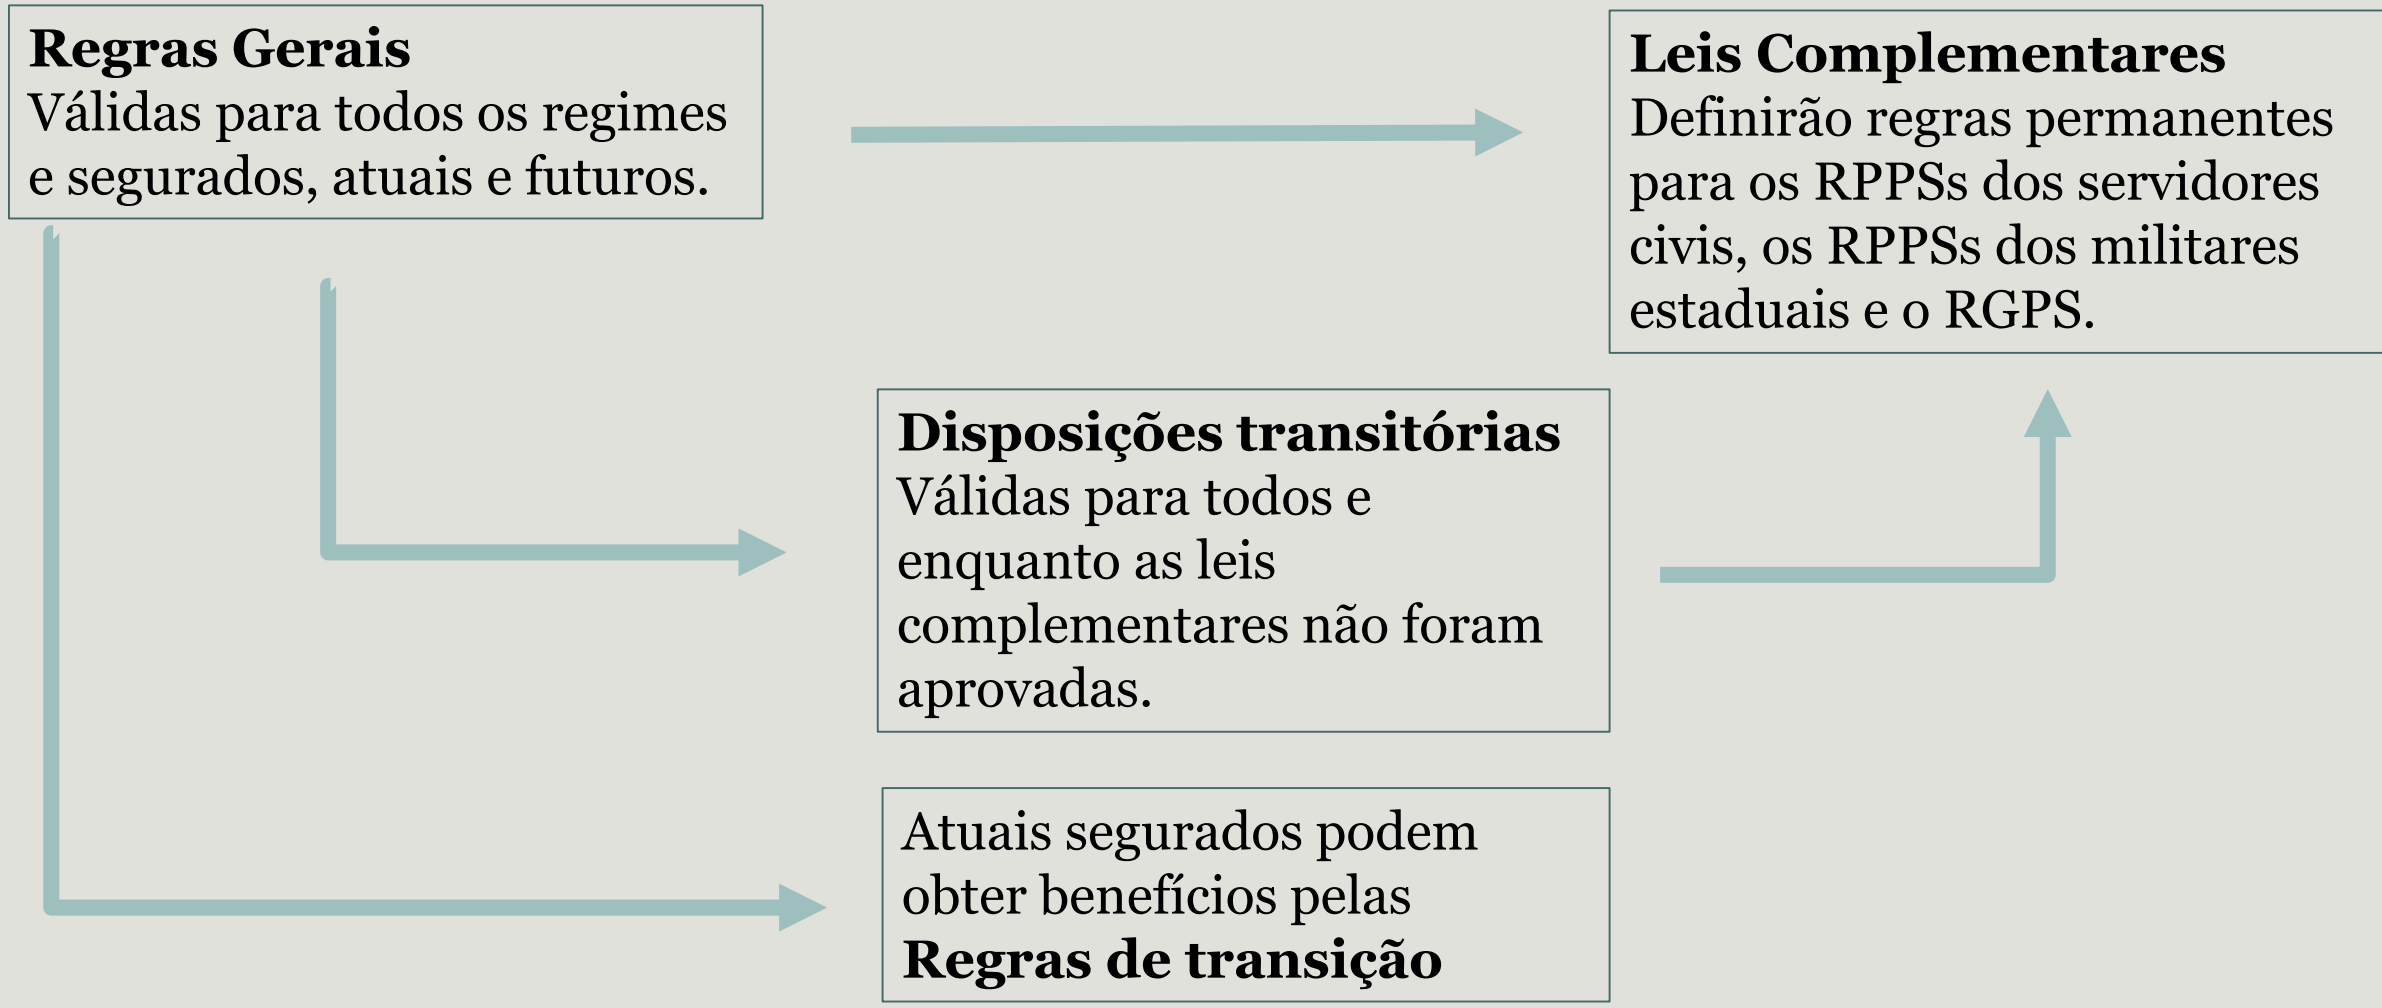 Regras Gerais
Válidas para todos os regimes
e segurados, atuais e futuros.
Leis Complementares
Definirão regras permanentes
para os RPPSs dos servidores
civis, os RPPSs dos militares
estaduais e o RGPS.
Disposições transitórias
Válidas para todos e
enquanto as leis
complementares não foram
aprovadas.
Atuais segurados podem
obter benefícios pelas
Regras de transição